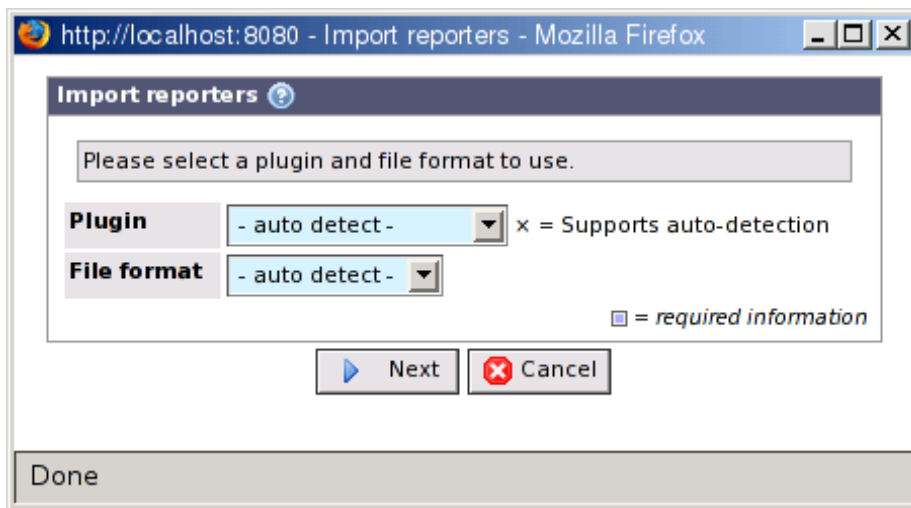 http://localhost:8080 - Import reporters - Mozilla Firefox
Import reporters ?
Please select a plugin and file format to use.
Plugin - auto detect - × = Supports auto-detection
File format - auto detect -
= required information
Next Cancel
Done